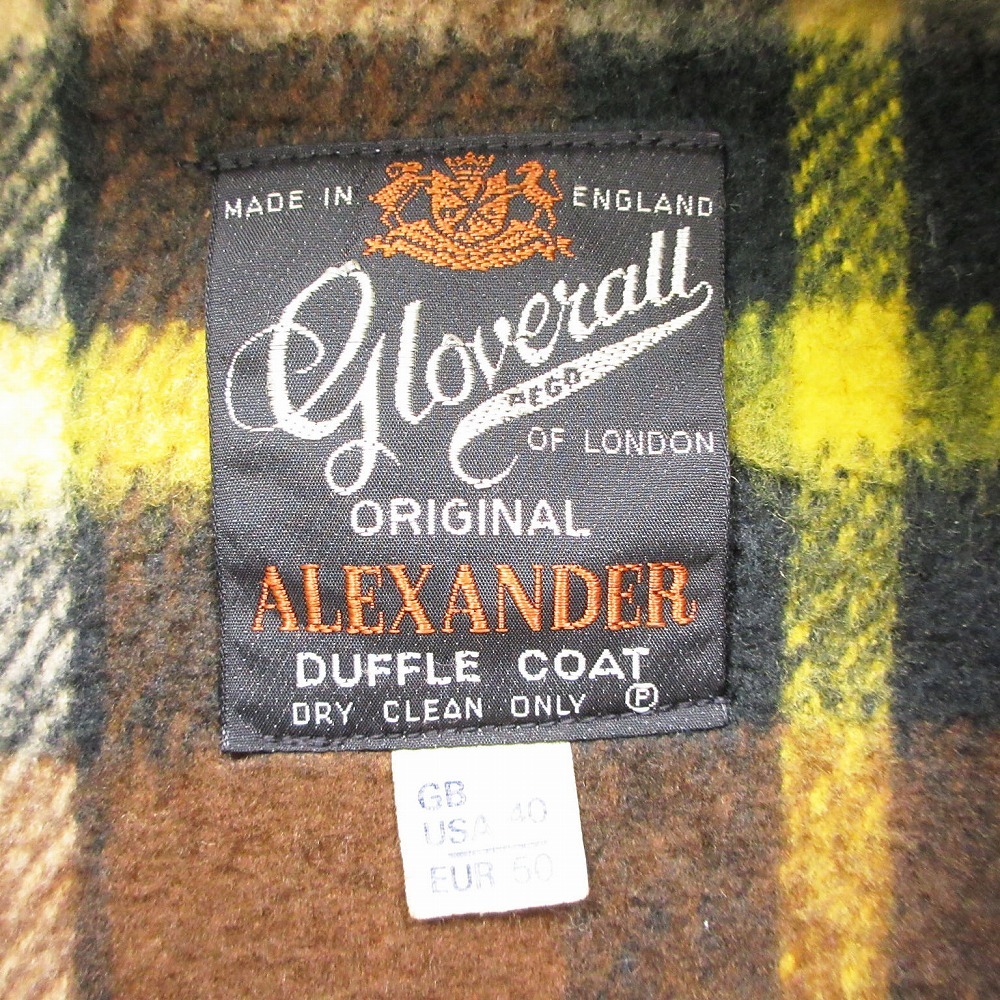 MADE IN ENGLAND
Gloverall
REGD.
OF LONDON
ORIGINAL
ALEXANDER
DUFFLE COAT
DRY CLEAN ONLY Ⓟ
GB
USA 40
EUR 50